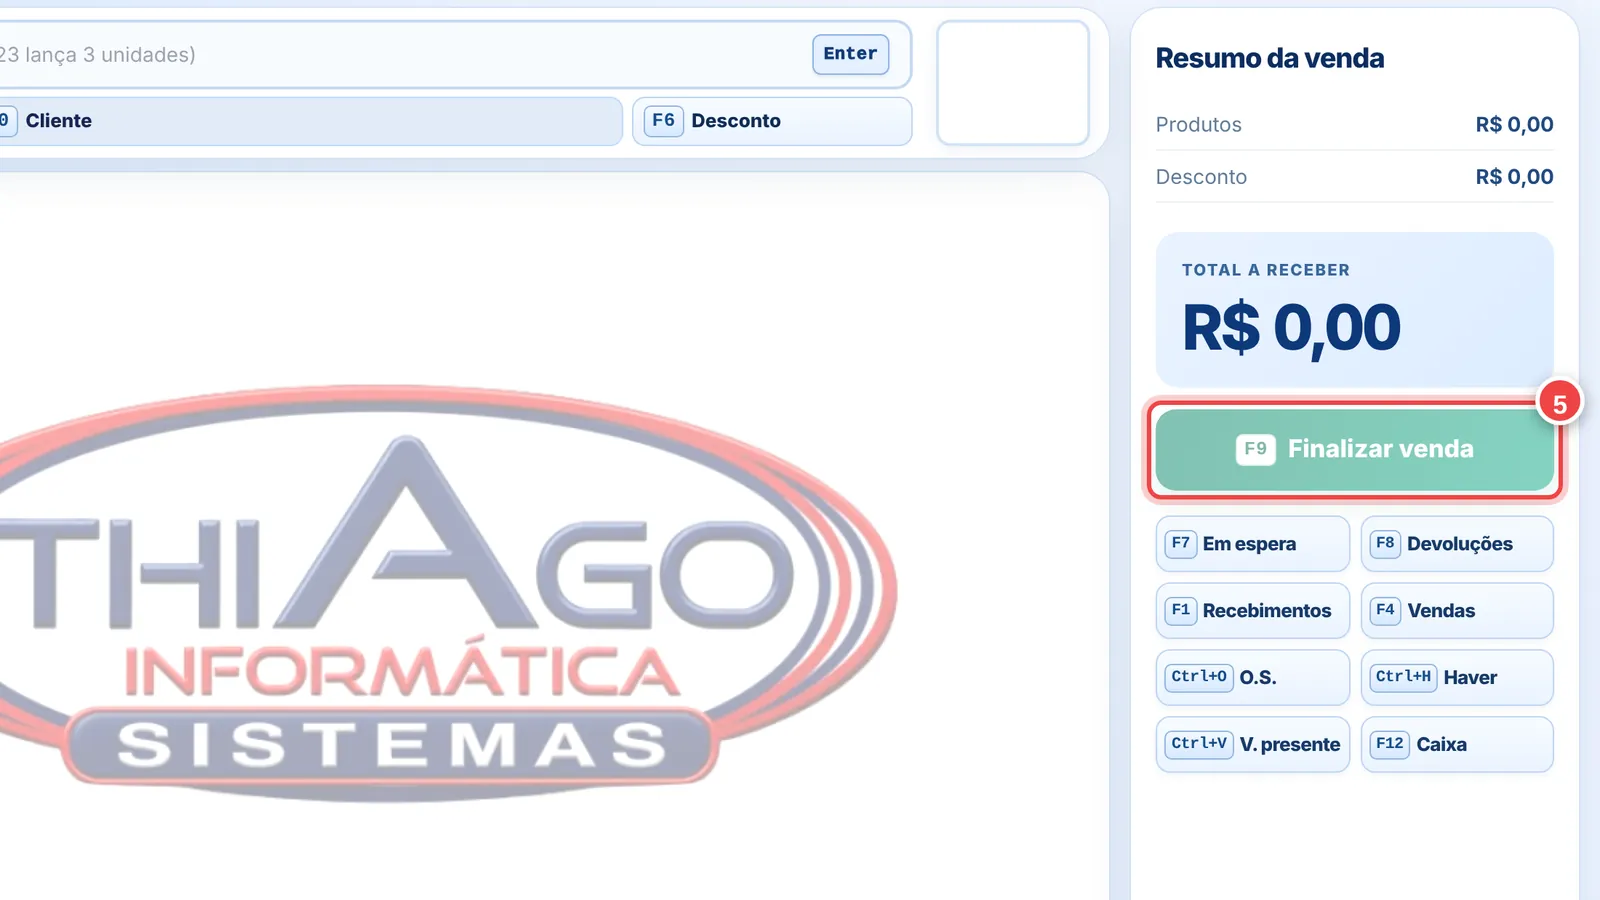 23 lança 3 unidades)
Enter
0 Cliente
F6 Desconto
THIAGO
INFORMÁTICA
SISTEMAS
Resumo da venda
Produtos R$ 0,00
Desconto R$ 0,00
TOTAL A RECEBER
R$ 0,00
5
F9 Finalizar venda
F7 Em espera
F8 Devoluções
F1 Recebimentos
F4 Vendas
Ctrl+O O.S.
Ctrl+H Haver
Ctrl+V V. presente
F12 Caixa